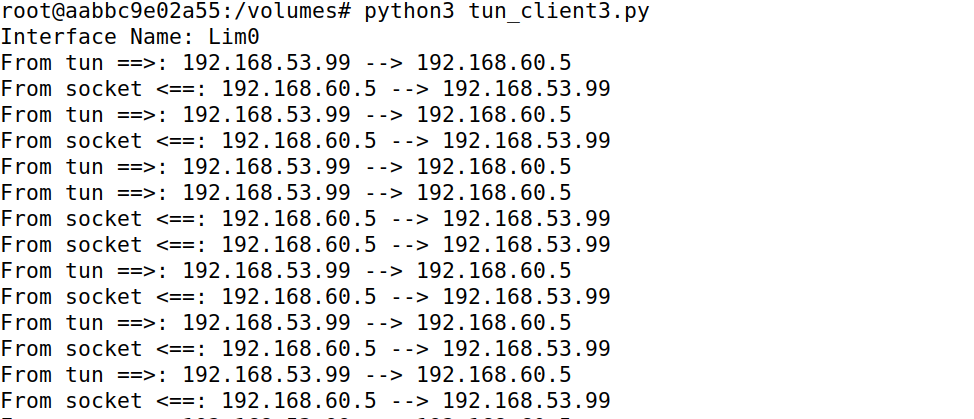 root@aabbc9e02a55:/volumes# python3 tun_client3.py
Interface Name: Lim0
From tun ==>: 192.168.53.99 --> 192.168.60.5
From socket <==: 192.168.60.5 --> 192.168.53.99
From tun ==>: 192.168.53.99 --> 192.168.60.5
From socket <==: 192.168.60.5 --> 192.168.53.99
From tun ==>: 192.168.53.99 --> 192.168.60.5
From tun ==>: 192.168.53.99 --> 192.168.60.5
From socket <==: 192.168.60.5 --> 192.168.53.99
From socket <==: 192.168.60.5 --> 192.168.53.99
From tun ==>: 192.168.53.99 --> 192.168.60.5
From socket <==: 192.168.60.5 --> 192.168.53.99
From tun ==>: 192.168.53.99 --> 192.168.60.5
From socket <==: 192.168.60.5 --> 192.168.53.99
From tun ==>: 192.168.53.99 --> 192.168.60.5
From socket <==: 192.168.60.5 --> 192.168.53.99